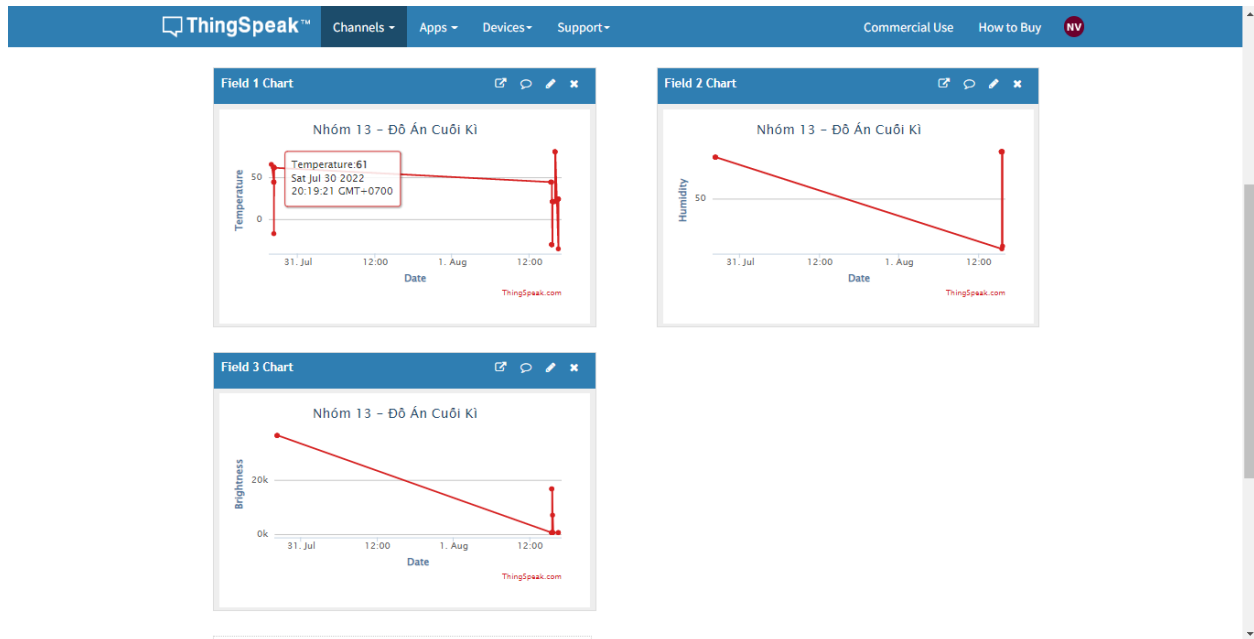 ThingSpeak™ Channels Apps Devices Support Commercial Use How to Buy NV
Field 1 Chart
Nhóm 13 – Đồ Án Cuối Kì
Temperature
50
0
Temperature:61
Sat Jul 30 2022
20:19:21 GMT+0700
31. Jul 12:00 1. Aug 12:00
Date
ThingSpeak.com
Field 2 Chart
Nhóm 13 – Đồ Án Cuối Kì
Humidity
50
31. Jul 12:00 1. Aug 12:00
Date
ThingSpeak.com
Field 3 Chart
Nhóm 13 – Đồ Án Cuối Kì
Brightness
20k
0k
31. Jul 12:00 1. Aug 12:00
Date
ThingSpeak.com